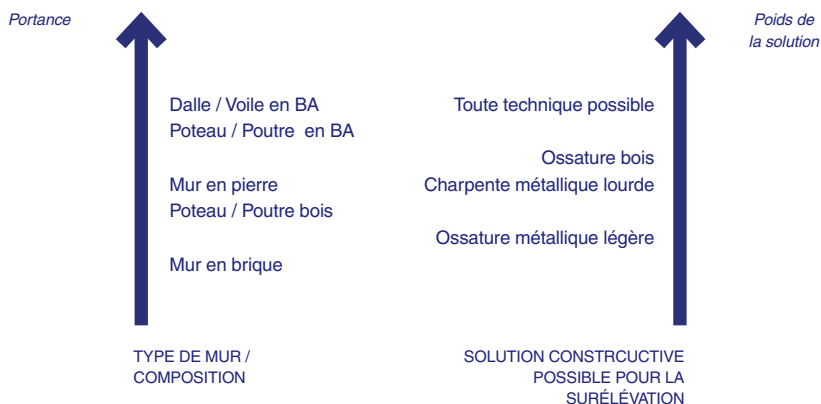 Portance
Poids de
la solution
Dalle / Voile en BA
Poteau / Poutre en BA
Mur en pierre
Poteau / Poutre bois
Mur en brique
Toute technique possible
Ossature bois
Charpente métallique lourde
Ossature métallique légère
TYPE DE MUR /
COMPOSITION
SOLUTION CONSTRCUCTIVE
POSSIBLE POUR LA
SURÉLÉVATION